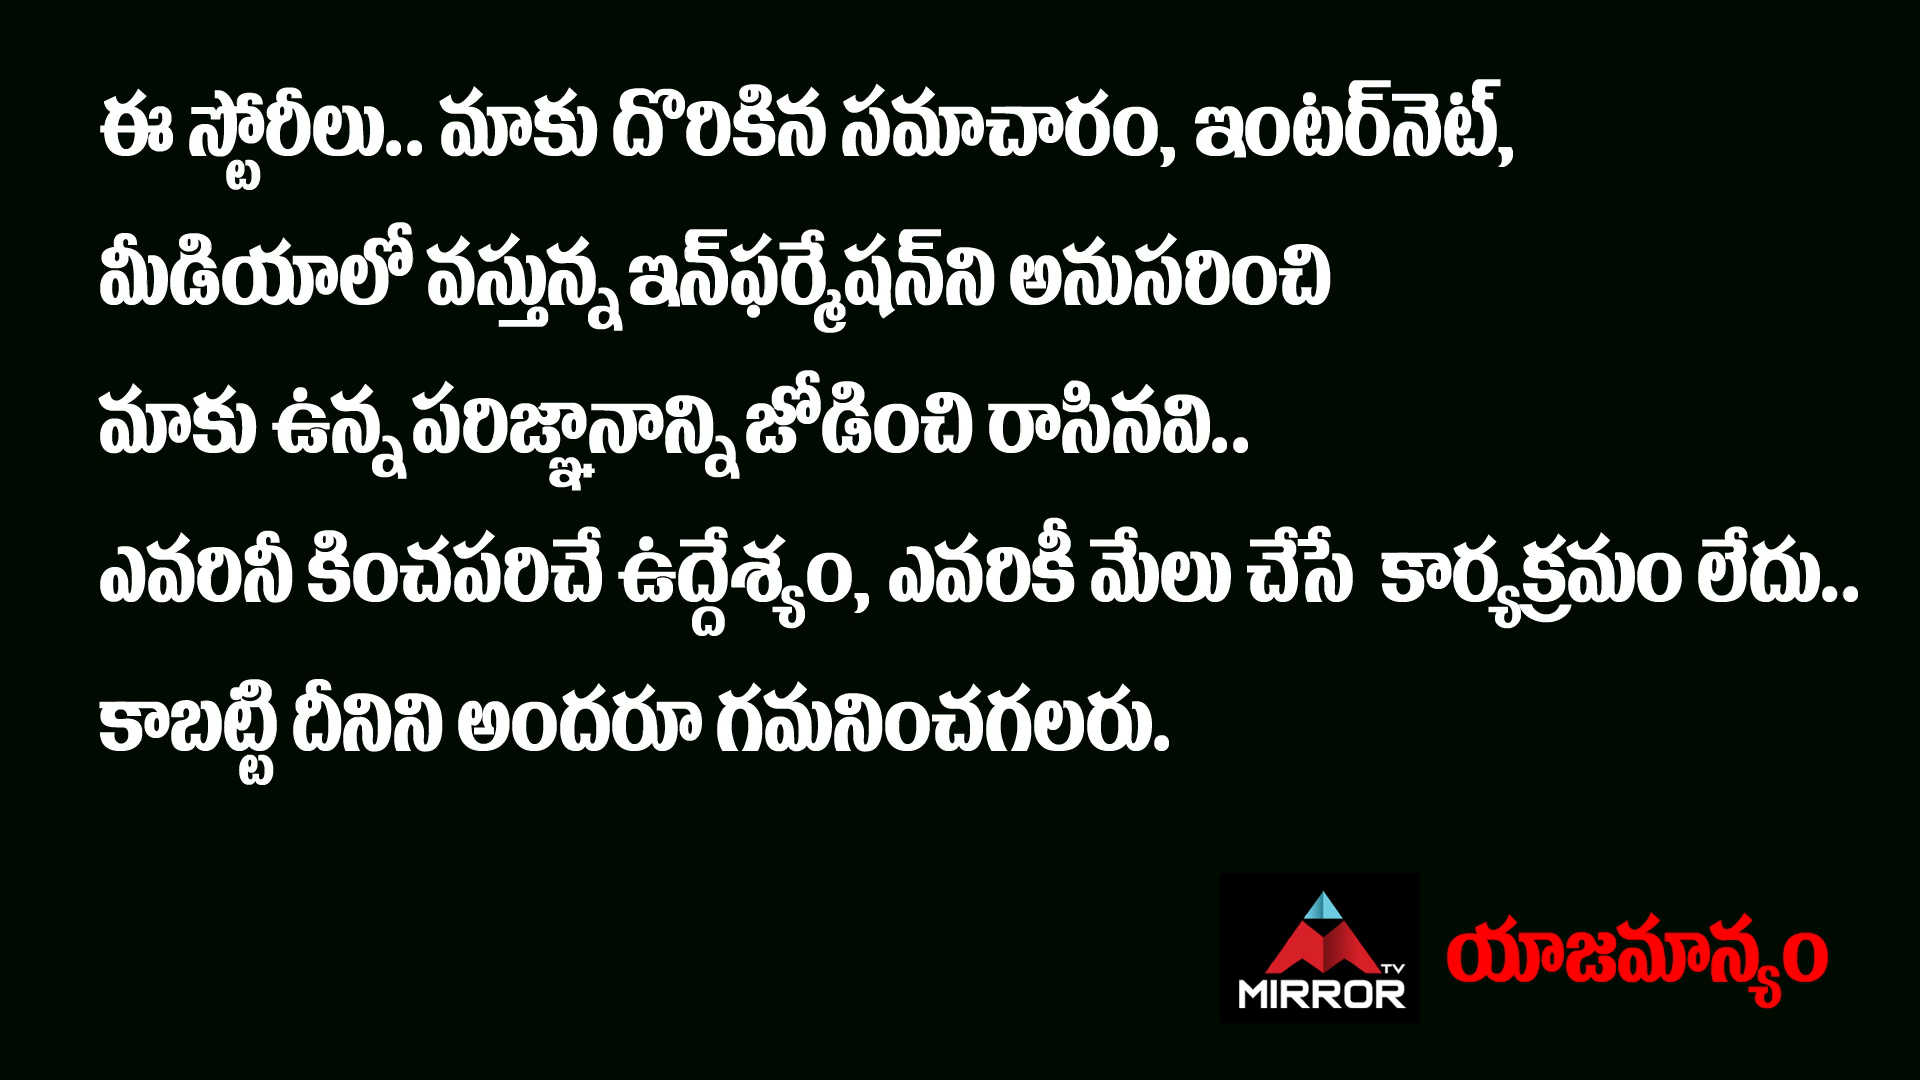 ఈ స్టోరీలు.. మాకు దొరికిన సమాచారం, ఇంటర్‌నెట్,
మీడియాలో వస్తున్న ఇన్‌ఫర్మేషన్‌ని అనుసరించి
మాకు ఉన్న పరిజ్ఞానాన్ని జోడించి రాసినవి..
ఎవరినీ కించపరిచే ఉద్దేశ్యం, ఎవరికీ మేలు చేసే కార్యక్రమం లేదు..
కాబట్టి దీనిని అందరూ గమనించగలరు.
TV
MIRROR
యాజమాన్యం